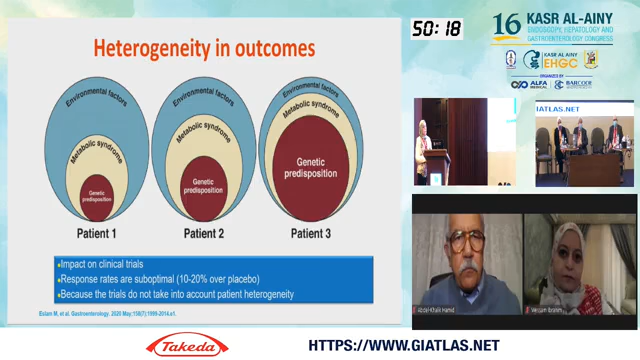 Heterogeneity in outcomes
Environmental factors
Metabolic syndrome
Genetic
predisposition
Patient 1
Environmental factors
Metabolic syndrome
Genetic
predisposition
Patient 2
Environmental factors
Metabolic syndrome
Genetic
predisposition
Patient 3
•Impact on clinical trials
•Response rates are suboptimal (10-20% over placebo)
•Because the trials do not take into account patient heterogeneity
Eslam M, et al. Gastroenterology. 2020 May;158(7):1999-2014.e1.
50:18
16 KASR AL-AINY
ENDOSCOPY, HEPATOLOGY AND
GASTROENTEROLOGY CONGRESS
KASR AL-AINY
EHGC
ORGANIZED BY
ALFA
MEDICAL
BARCODE
GIATLAS.NET
Abdel-Khalik Hamid
Wessam Ibrahim
Takeda
HTTPS://WWW.GIATLAS.NET